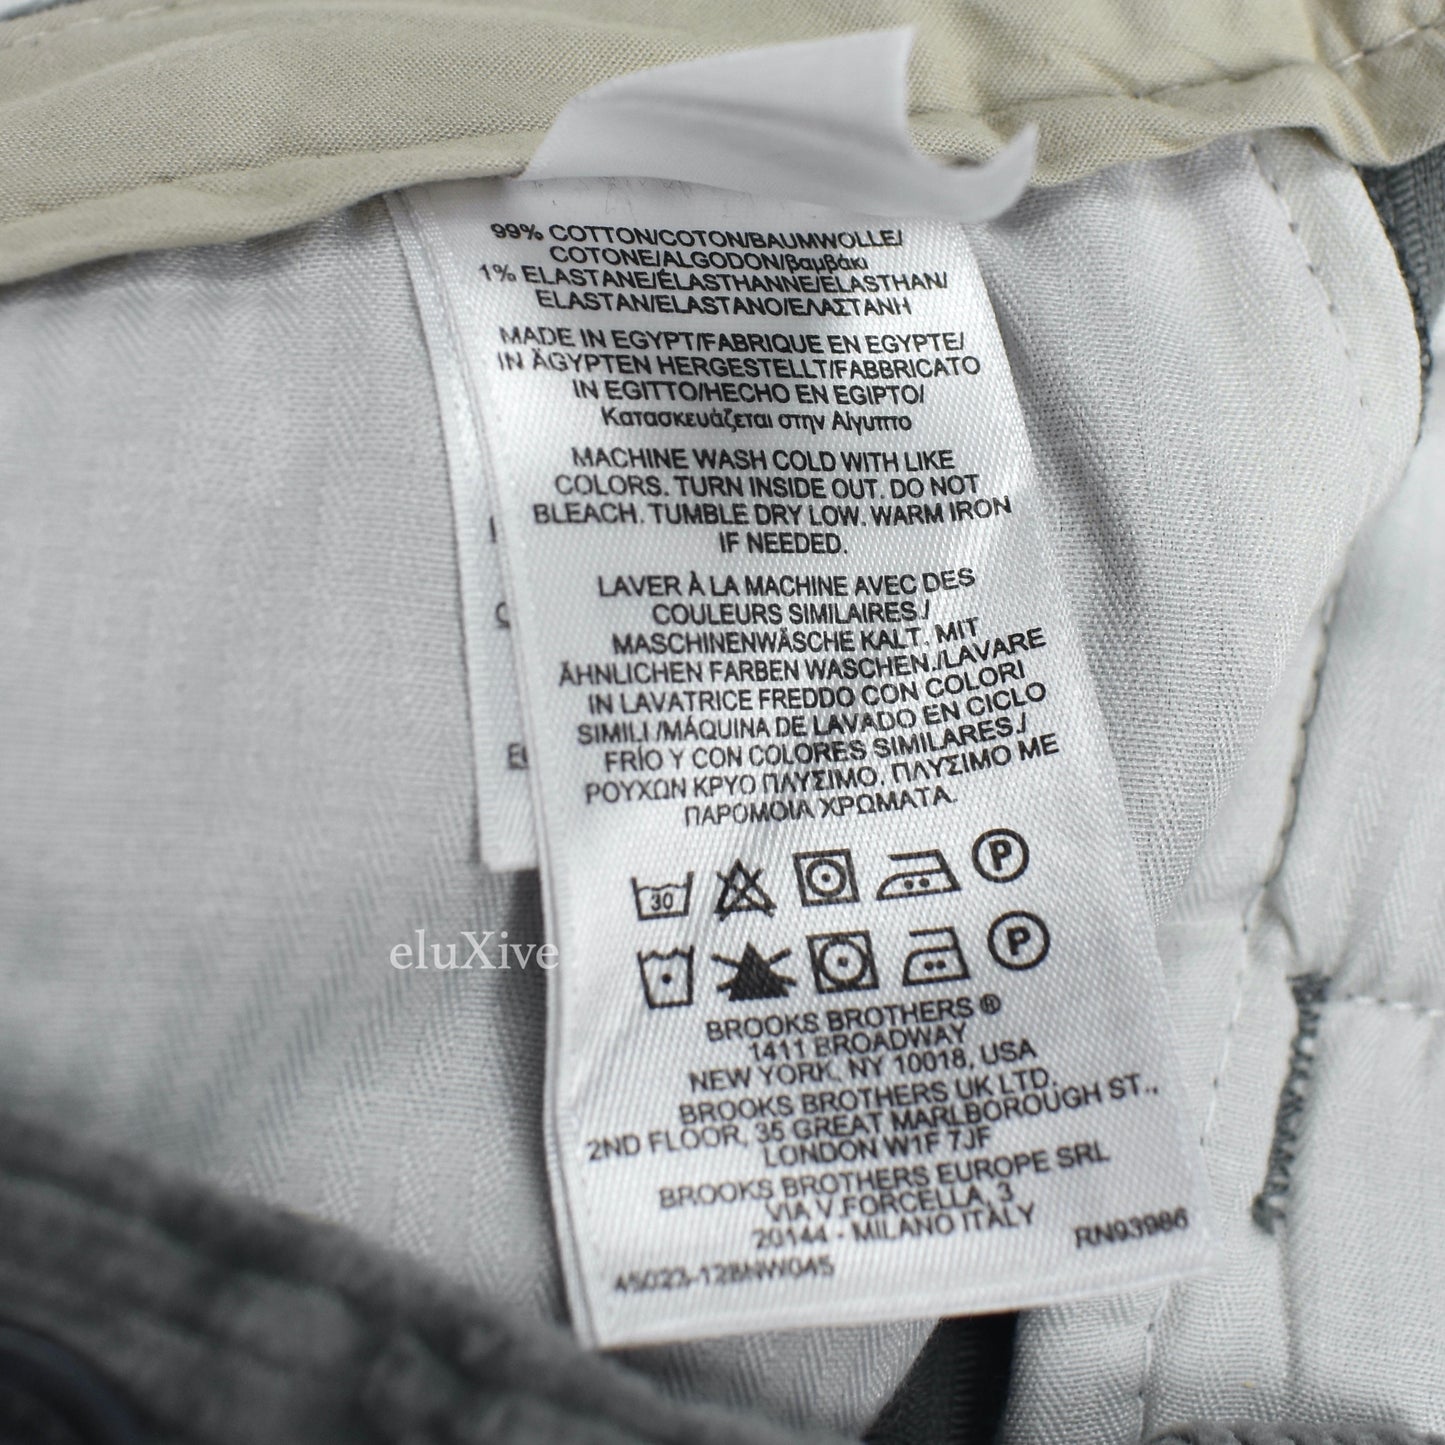 99% COTTON/COTON/BAUMWOLLE/
COTONE/ALGODON/βαμβάκι
1% ELASTANE/ÉLASTHANNE/ELASTHAN/
ELASTAN/ELASTANO/ΕΛΑΣΤΑΝΗ
MADE IN EGYPT/FABRIQUE EN EGYPTE/
IN ÄGYPTEN HERGESTELLT/FABBRICATO
IN EGITTO/HECHO EN EGIPTO/
Κατασκευάζεται στην Αίγυπτο
MACHINE WASH COLD WITH LIKE
COLORS. TURN INSIDE OUT. DO NOT
BLEACH. TUMBLE DRY LOW. WARM IRON
IF NEEDED.
LAVER À LA MACHINE AVEC DES
COULEURS SIMILAIRES./
MASCHINENWÄSCHE KALT. MIT
ÄHNLICHEN FARBEN WASCHEN./LAVARE
IN LAVATRICE FREDDO CON COLORI
SIMILI./MÁQUINA DE LAVADO EN CICLO
FRÍO Y CON COLORES SIMILARES./
ΡΟΥΧΩΝ ΚΡΥΟ ΠΛΥΣΙΜΟ. ΠΛΥΣΙΜΟ ΜΕ
ΠΑΡΟΜΟΙΑ ΧΡΩΜΑΤΑ.
30 P
P
eluXive
BROOKS BROTHERS ®
1411 BROADWAY
NEW YORK, NY 10018, USA
BROOKS BROTHERS UK LTD.
2ND FLOOR, 35 GREAT MARLBOROUGH ST.,
LONDON W1F 7JF
BROOKS BROTHERS EUROPE SRL
VIA V.FORCELLA, 3
20144 - MILANO ITALY
RN93986
45023-128NW045